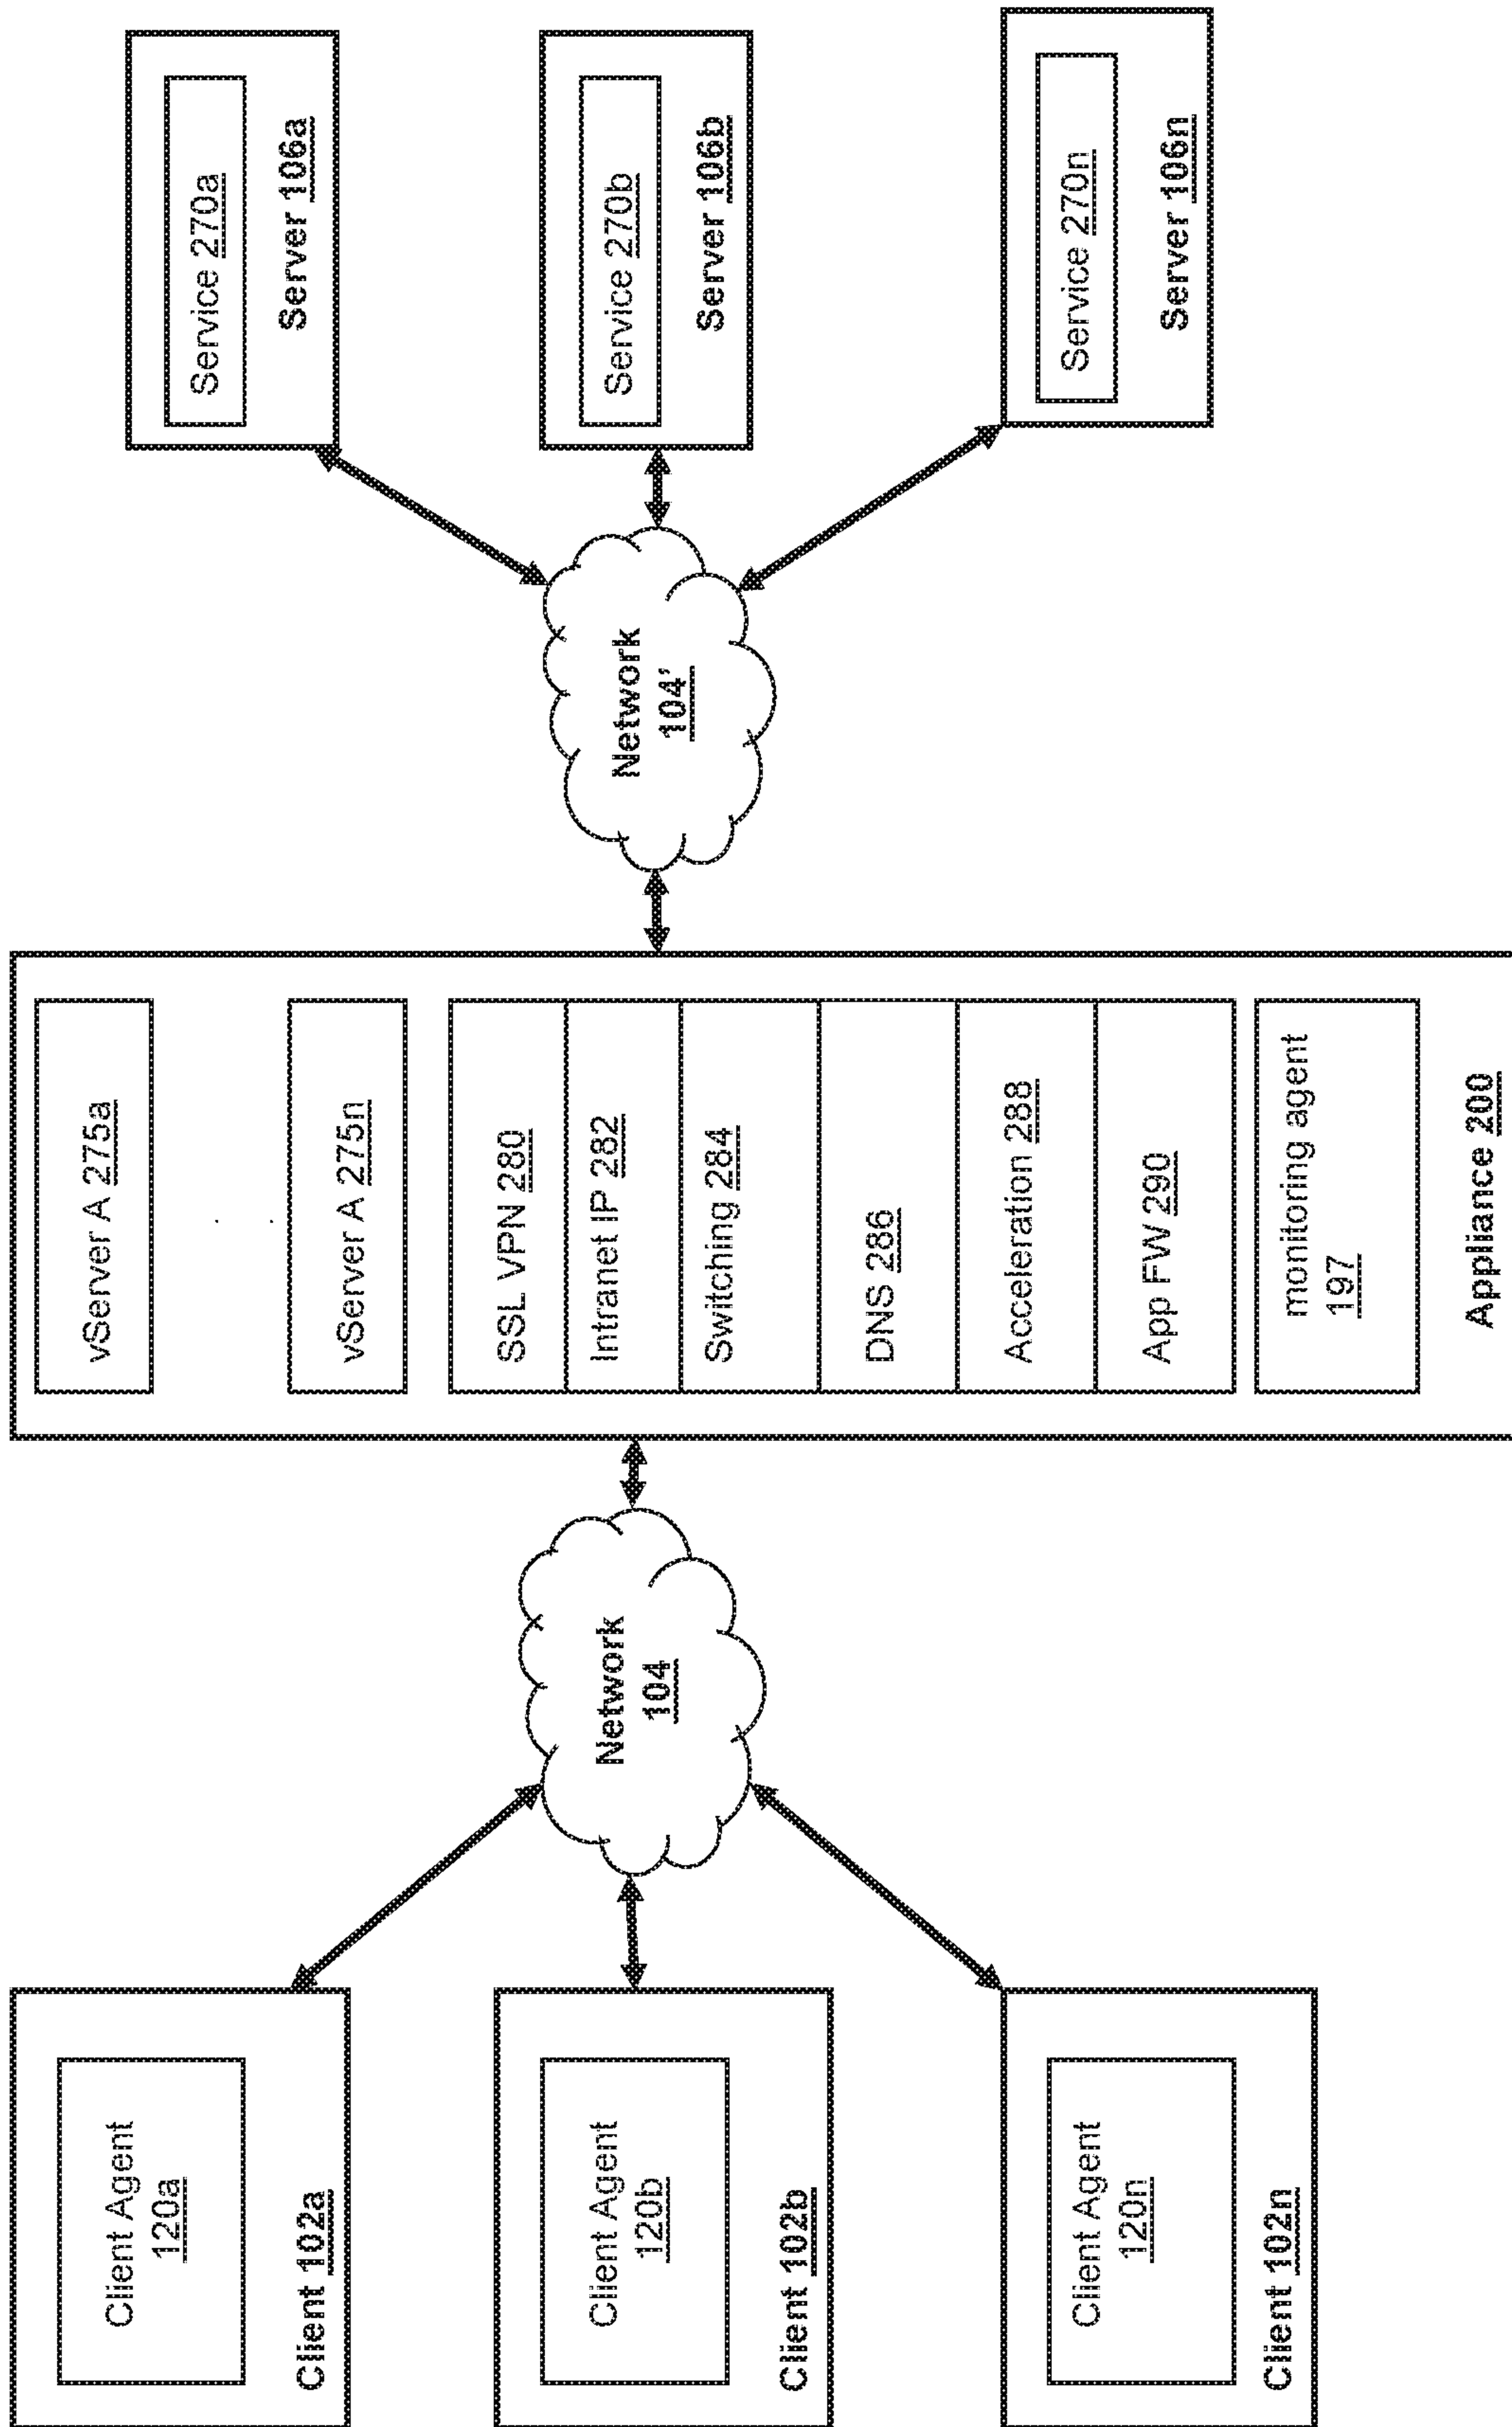 Client Agent
120a
Client 102a
Client Agent
120b
Client 102b
Client Agent
120n
Client 102n
Network
104
vServer A 275a
vServer A 275n
SSL VPN 280
Intranet IP 282
Switching 284
DNS 286
Acceleration 288
App FW 290
monitoring agent
197
Appliance 200
Network
104'
Service 270a
Server 106a
Service 270b
Server 106b
Service 270n
Server 106n